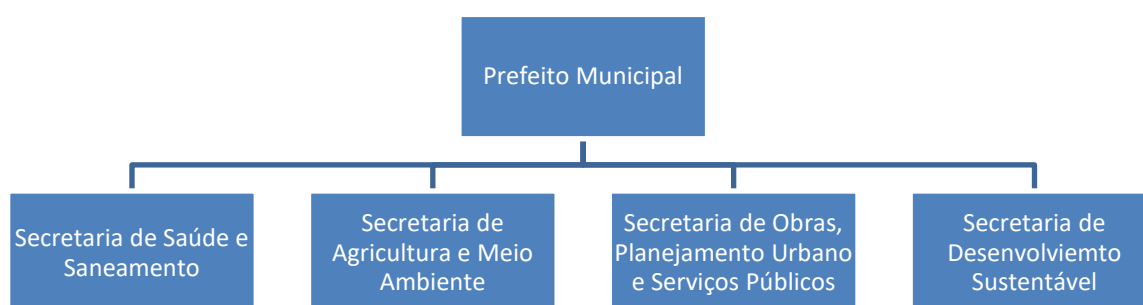 Prefeito Municipal
Secretaria de Saúde e
Saneamento
Secretaria de
Agricultura e Meio
Ambiente
Secretaria de Obras,
Planejamento Urbano
e Serviços Públicos
Secretaria de
Desenvolviemto
Sustentável